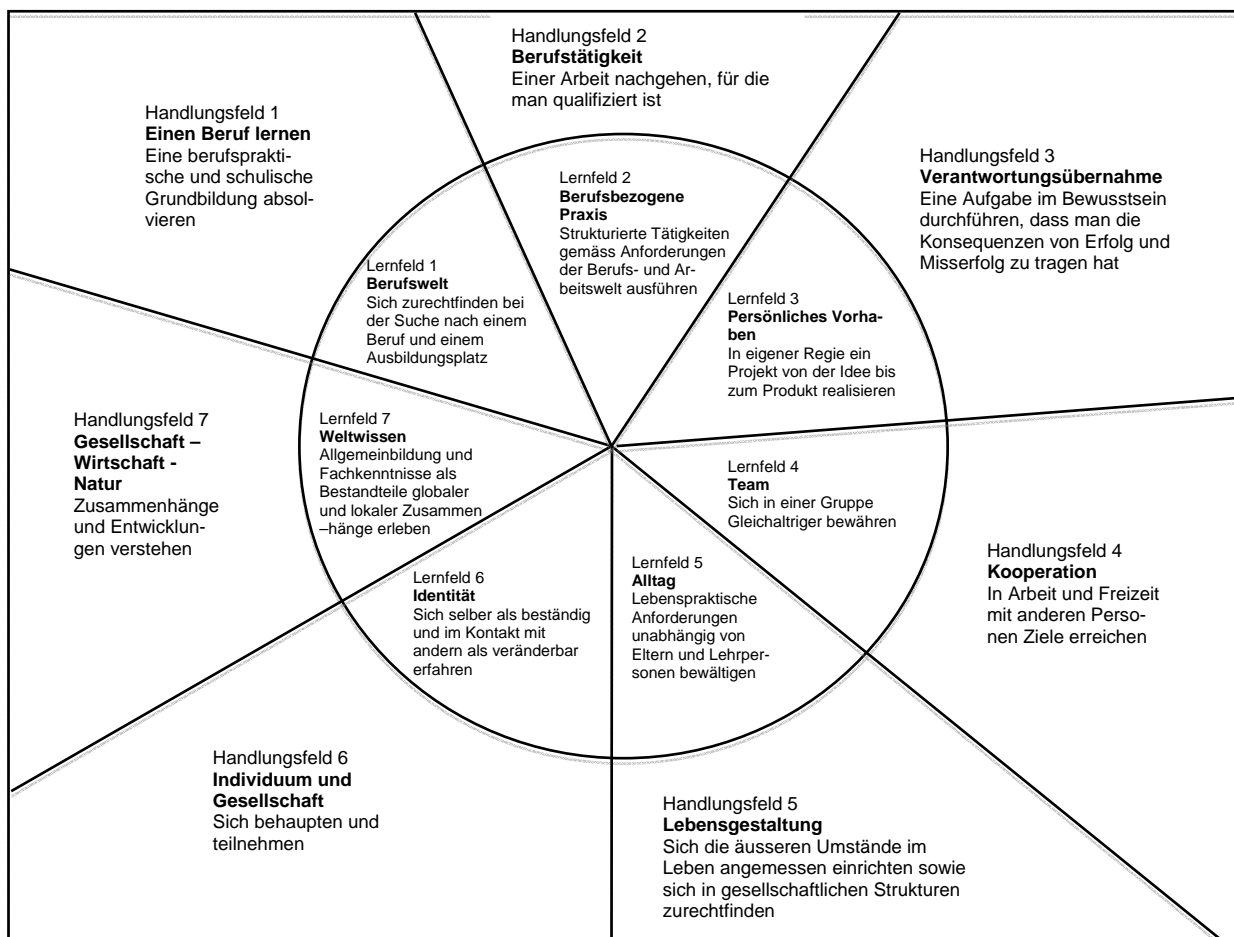 Handlungsfeld 1
Einen Beruf lernen
Eine berufsprakti-
sche und schulische
Grundbildung absol-
vieren
Handlungsfeld 2
Berufstätigkeit
Einer Arbeit nachgehen, für die
man qualifiziert ist
Handlungsfeld 3
Verantwortungsübernahme
Eine Aufgabe im Bewusstsein
durchführen, dass man die
Konsequenzen von Erfolg und
Misserfolg zu tragen hat
Lernfeld 1
Berufswelt
Sich zurechtfinden bei
der Suche nach einem
Beruf und einem
Ausbildungsplatz
Lernfeld 2
Berufsbezogene
Praxis
Strukturierte Tätigkeiten
gemäss Anforderungen
der Berufs- und Ar-
beitswelt ausführen
Lernfeld 3
Persönliches Vorha-
ben
In eigener Regie ein
Projekt von der Idee bis
zum Produkt realisieren
Handlungsfeld 7
Gesellschaft –
Wirtschaft -
Natur
Zusammenhänge
und Entwicklun-
gen verstehen
Lernfeld 7
Weltwissen
Allgemeinbildung und
Fachkenntnisse als
Bestandteile globaler
und lokaler Zusammen
–hänge erleben
Lernfeld 4
Team
Sich in einer Gruppe
Gleichaltriger bewähren
Handlungsfeld 4
Kooperation
In Arbeit und Freizeit
mit anderen Perso-
nen Ziele erreichen
Lernfeld 6
Identität
Sich selber als beständig
und im Kontakt mit
andern als veränderbar
erfahren
Lernfeld 5
Alltag
Lebenspraktische
Anforderungen
unabhängig von
Eltern und Lehrper-
sonen bewältigen
Handlungsfeld 6
Individuum und
Gesellschaft
Sich behaupten und
teilnehmen
Handlungsfeld 5
Lebensgestaltung
Sich die äusseren Umstände im
Leben angemessen einrichten sowie
sich in gesellschaftlichen Strukturen
zurechtfinden